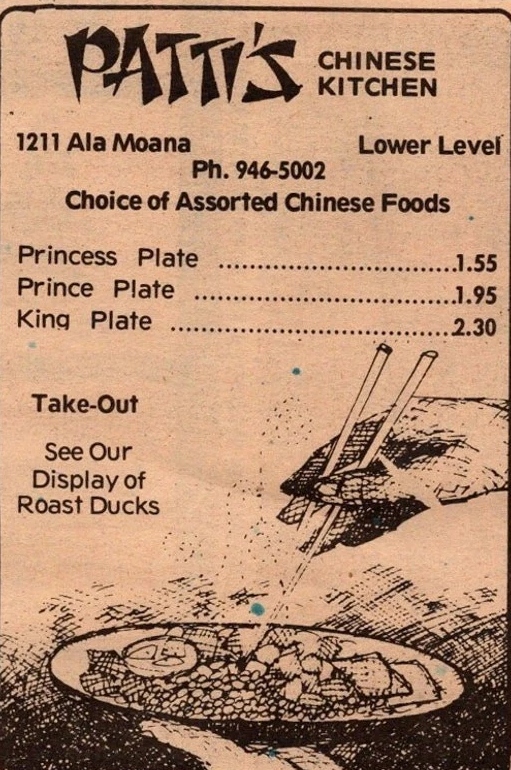 PATTI'S CHINESE KITCHEN
1211 Ala Moana Lower Level
Ph. 946-5002
Choice of Assorted Chinese Foods
Princess Plate ..............................1.55
Prince Plate .................................1.95
King Plate ....................................2.30
Take-Out
See Our
Display of
Roast Ducks